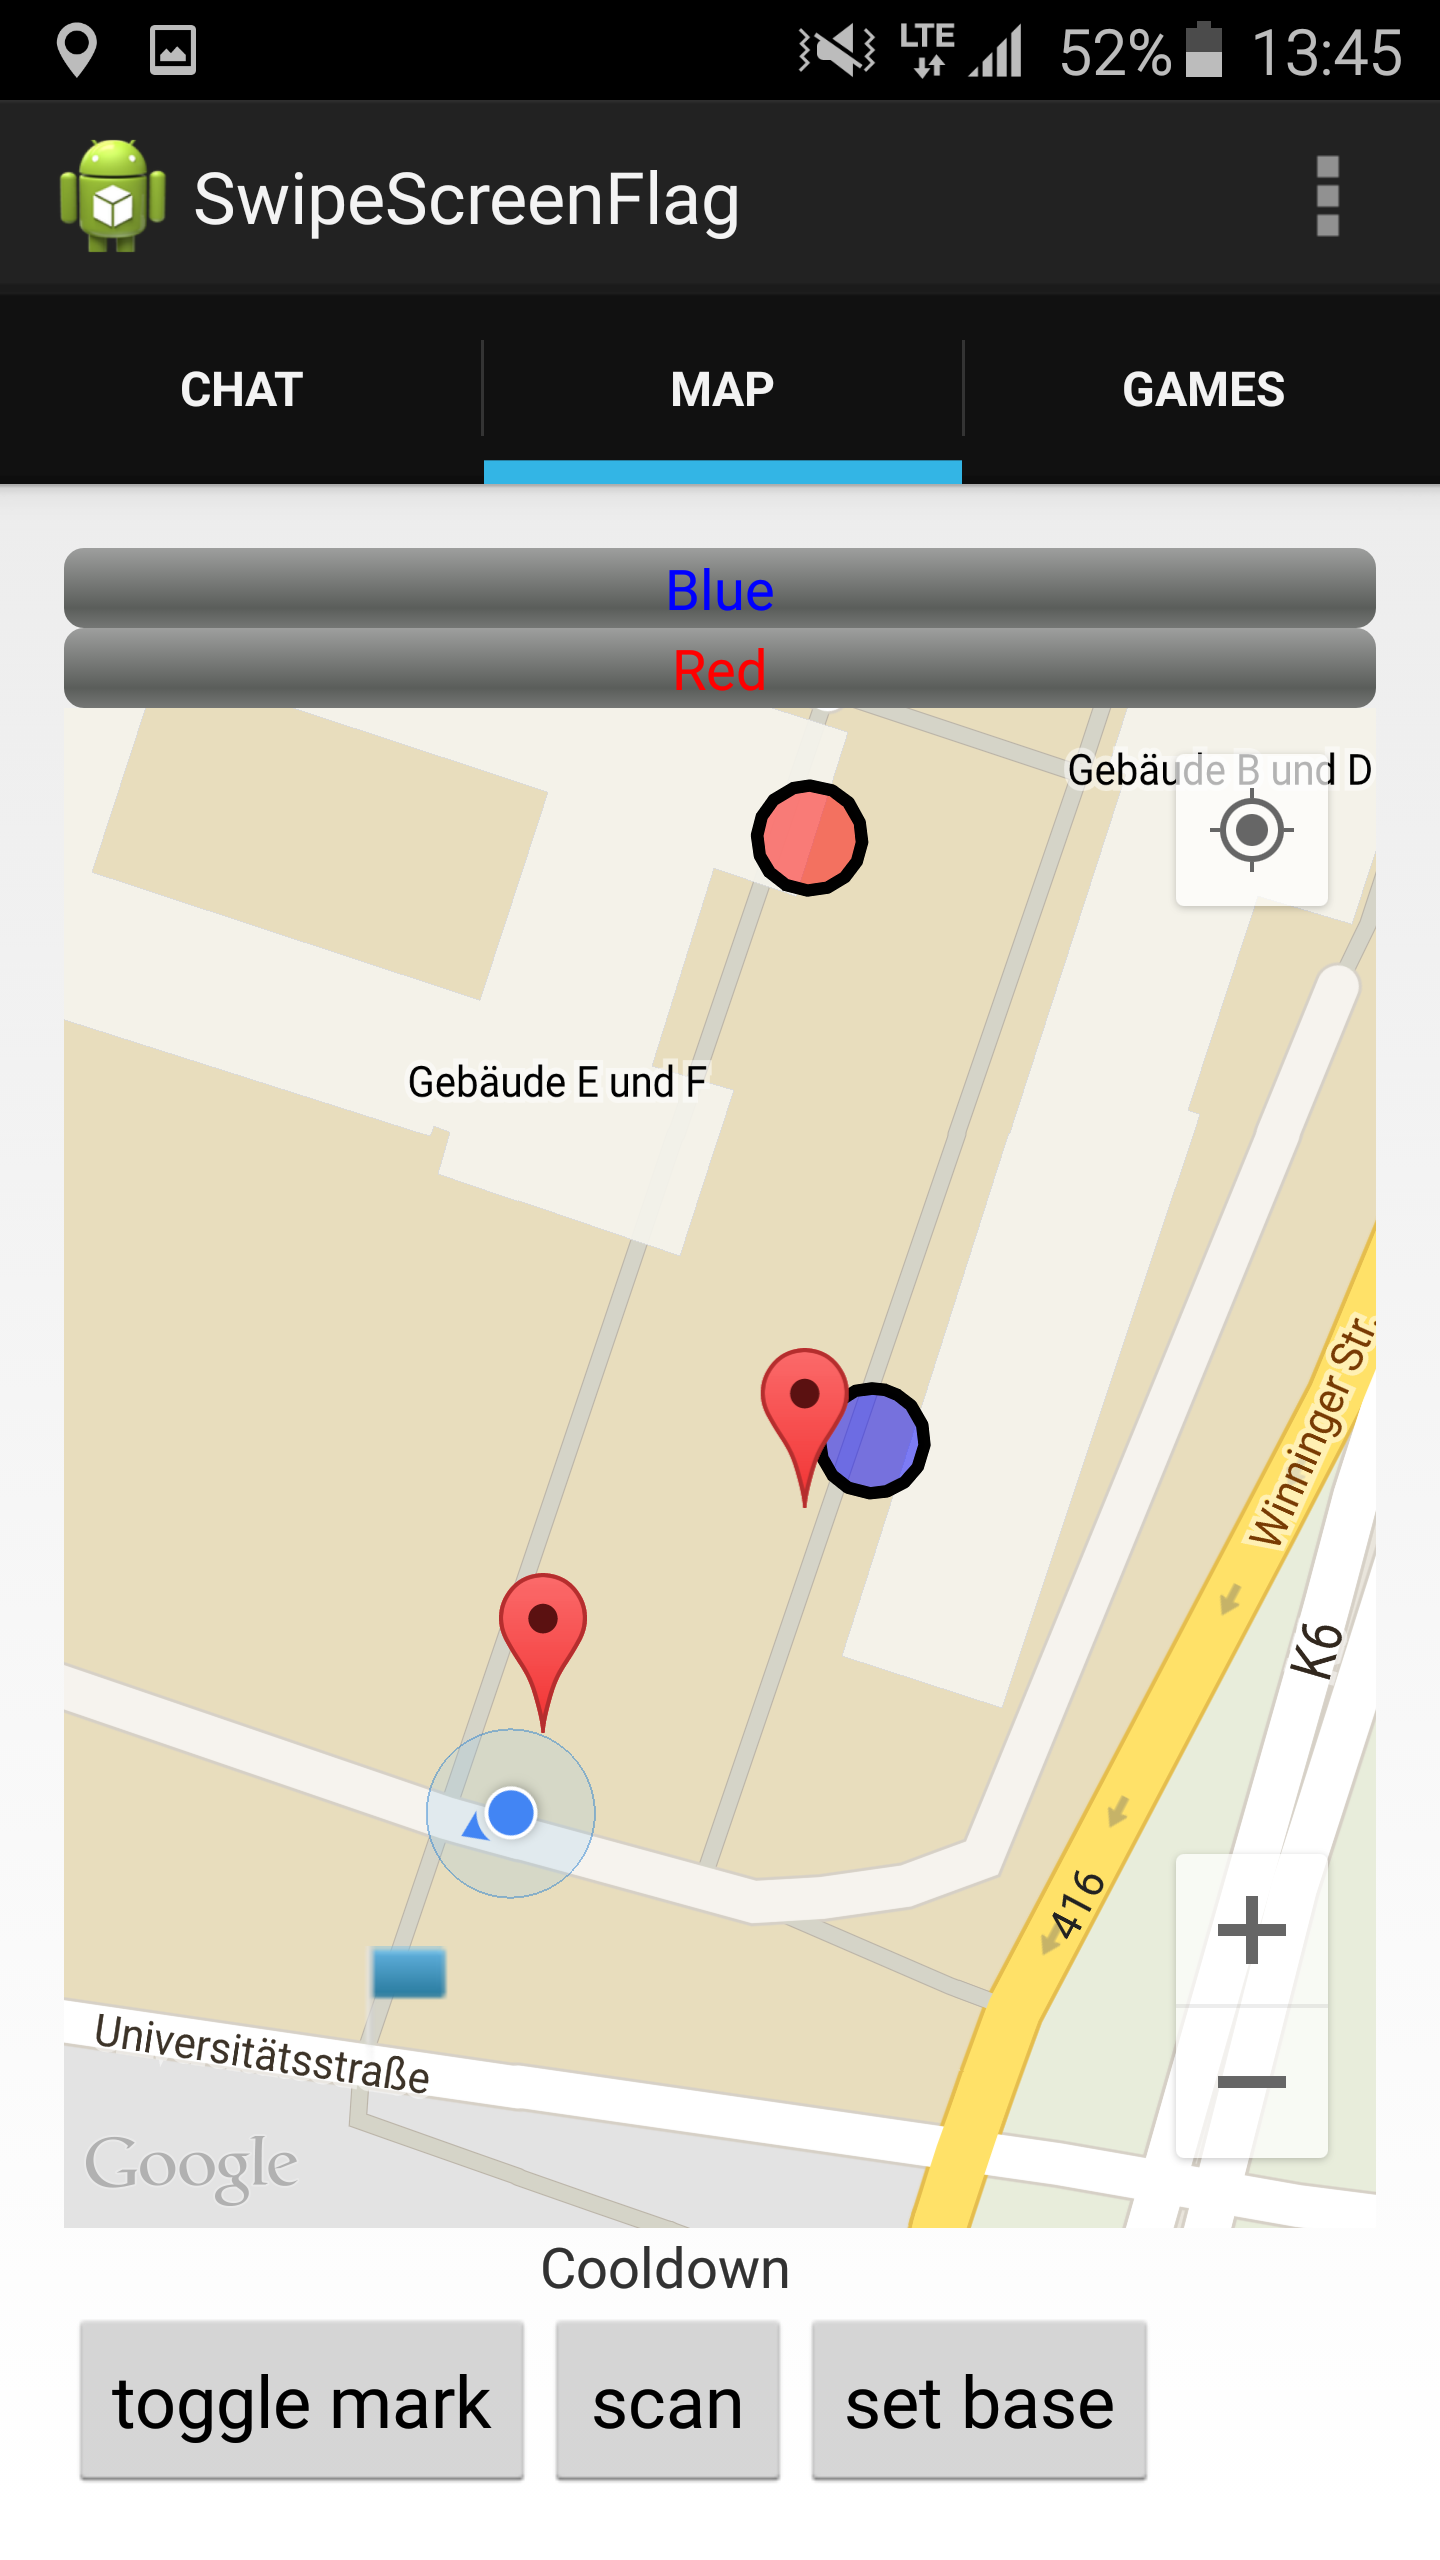 LTE 52% 13:45
SwipeScreenFlag
CHAT MAP GAMES
Blue
Red
Gebäude B und D
Gebäude E und F
Winninger Str.
K6
416
Universitätsstraße
Google
Cooldown
toggle mark scan set base